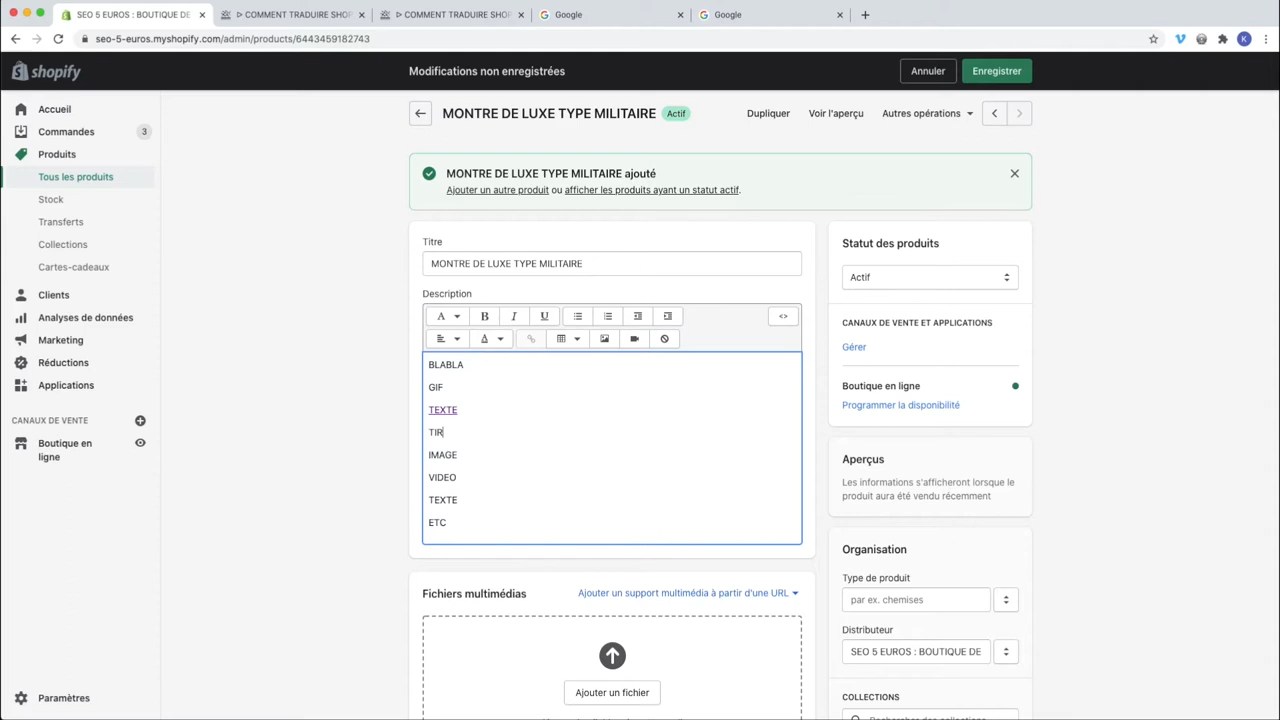 SEO 5 EUROS : BOUTIQUE DE
ᐅ COMMENT TRADUIRE SHOP
ᐅ COMMENT TRADUIRE SHOP
Google
Google
seo-5-euros.myshopify.com/admin/products/6443459182743
K
shopify
Modifications non enregistrées
Annuler
Enregistrer
Accueil
Commandes
3
Produits
Tous les produits
Stock
Transferts
Collections
Cartes-cadeaux
Clients
Analyses de données
Marketing
Réductions
Applications
CANAUX DE VENTE
Boutique en
ligne
Paramètres
MONTRE DE LUXE TYPE MILITAIRE
Actif
Dupliquer
Voir l'aperçu
Autres opérations
MONTRE DE LUXE TYPE MILITAIRE ajouté
Ajouter un autre produit ou afficher les produits ayant un statut actif.
Titre
MONTRE DE LUXE TYPE MILITAIRE
Description
A
B
I
U
<>
A
BLABLA
GIF
TEXTE
TIR
IMAGE
VIDEO
TEXTE
ETC
Fichiers multimédias
Ajouter un support multimédia à partir d'une URL
Ajouter un fichier
Statut des produits
Actif
CANAUX DE VENTE ET APPLICATIONS
Gérer
Boutique en ligne
Programmer la disponibilité
Aperçus
Les informations s'afficheront lorsque le
produit aura été vendu récemment
Organisation
Type de produit
par ex. chemises
Distributeur
SEO 5 EUROS : BOUTIQUE DE
COLLECTIONS